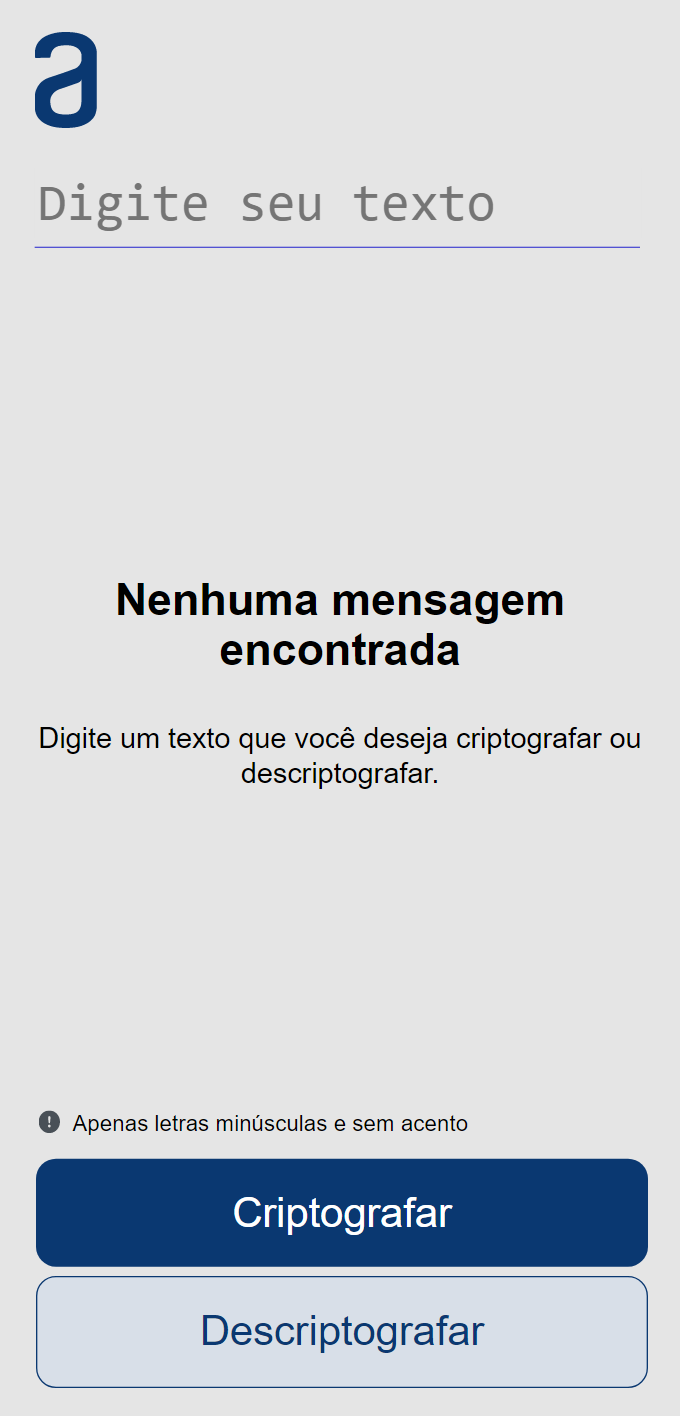 a
Digite seu texto
Nenhuma mensagem
encontrada
Digite um texto que você deseja criptografar ou
descriptografar.
Apenas letras minúsculas e sem acento
Criptografar
Descriptografar